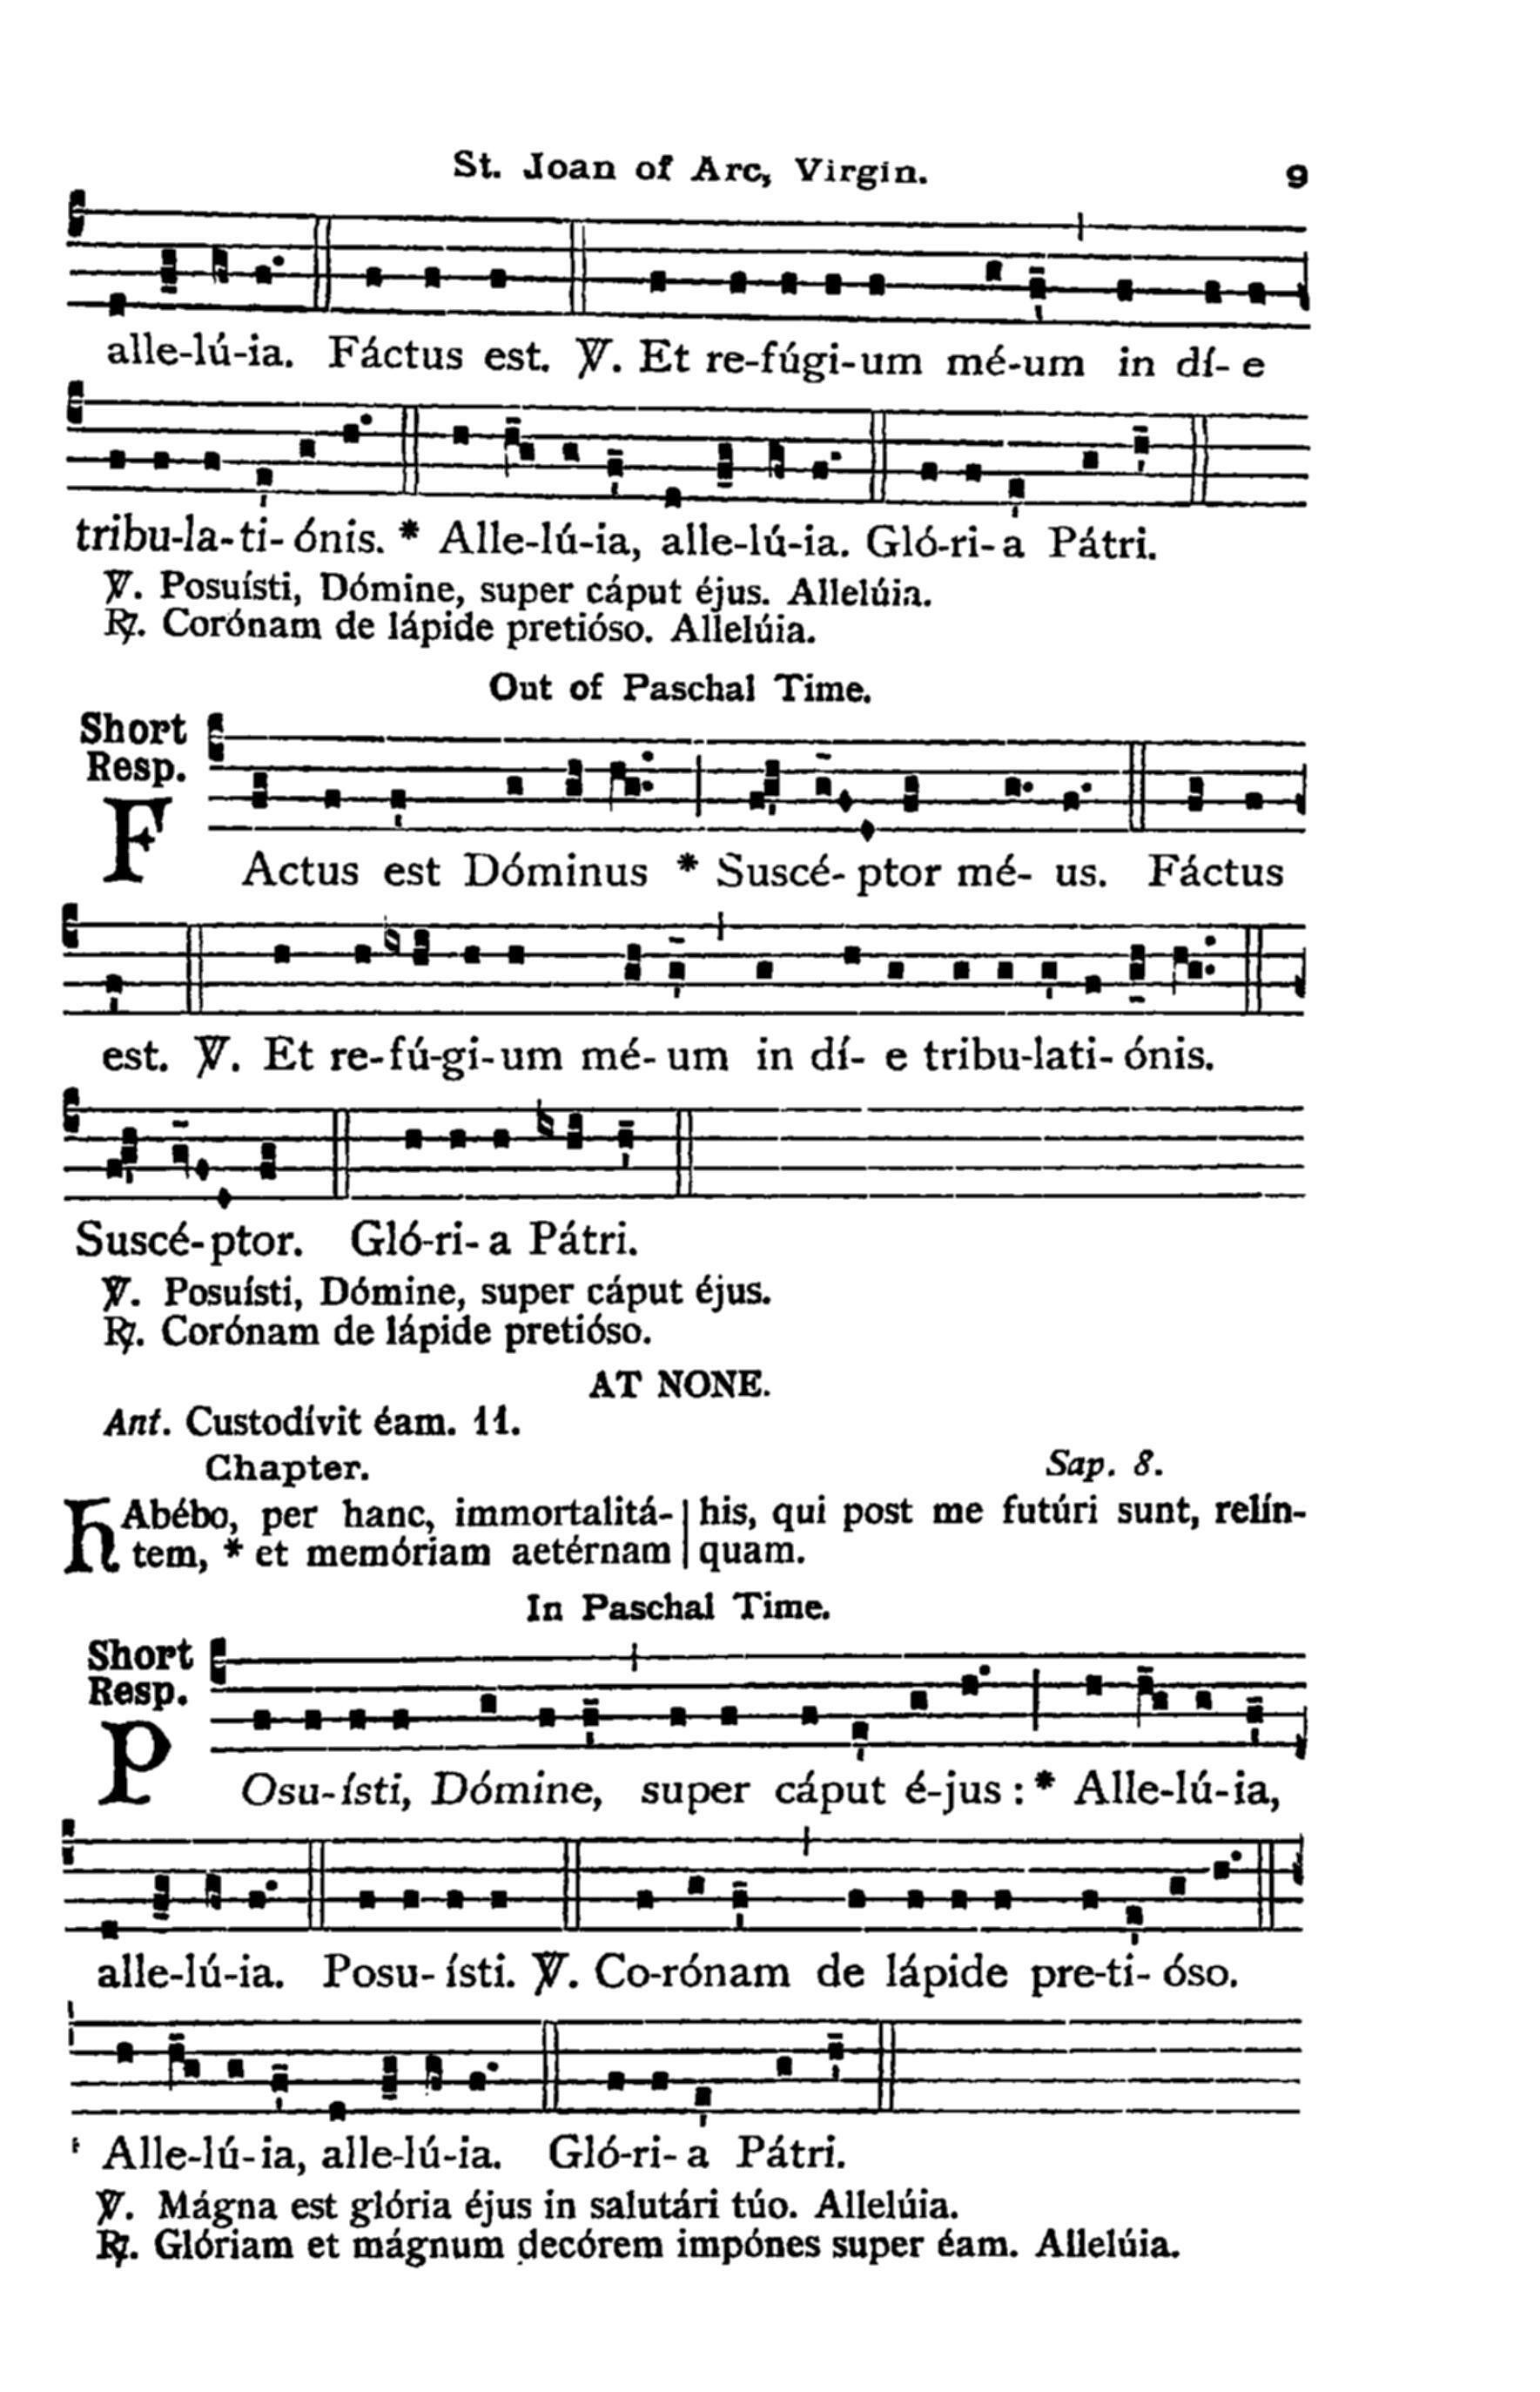 St. Joan of Arc, Virgin. 9
alle-lú-ia. Fáctus est. ℣. Et re-fúgi-um mé-um in dí- e
tribu-la-ti- ónis. * Alle-lú-ia, alle-lú-ia. Gló-ri- a Pátri.
℣. Posuísti, Dómine, super cáput éjus. Allelúia.
℟. Corónam de lápide pretióso. Allelúia.
Out of Paschal Time.
Short
Resp.
FActus est Dóminus * Suscé- ptor mé- us. Fáctus
est. ℣. Et re-fú-gi-um mé- um in dí- e tribu-lati- ónis.
Suscé-ptor. Gló-ri- a Pátri.
℣. Posuísti, Dómine, super cáput éjus.
℟. Corónam de lápide pretióso.
AT NONE.
Ant. Custodívit éam. 11.
Chapter. Sap. 8.
HAbébo, per hanc, immortalitá-
tem, * et memóriam aetérnam
his, qui post me futúri sunt, relín-
quam.
In Paschal Time.
Short
Resp.
POsu-ísti, Dómine, super cáput é-jus : * Alle-lú-ia,
alle-lú-ia. Posu- ísti. ℣. Co-rónam de lápide pre-ti- óso.
Alle-lú-ia, alle-lú-ia. Gló-ri- a Pátri.
℣. Mágna est glória éjus in salutári túo. Allelúia.
℟. Glóriam et mágnum decórem impónes super éam. Allelúia.